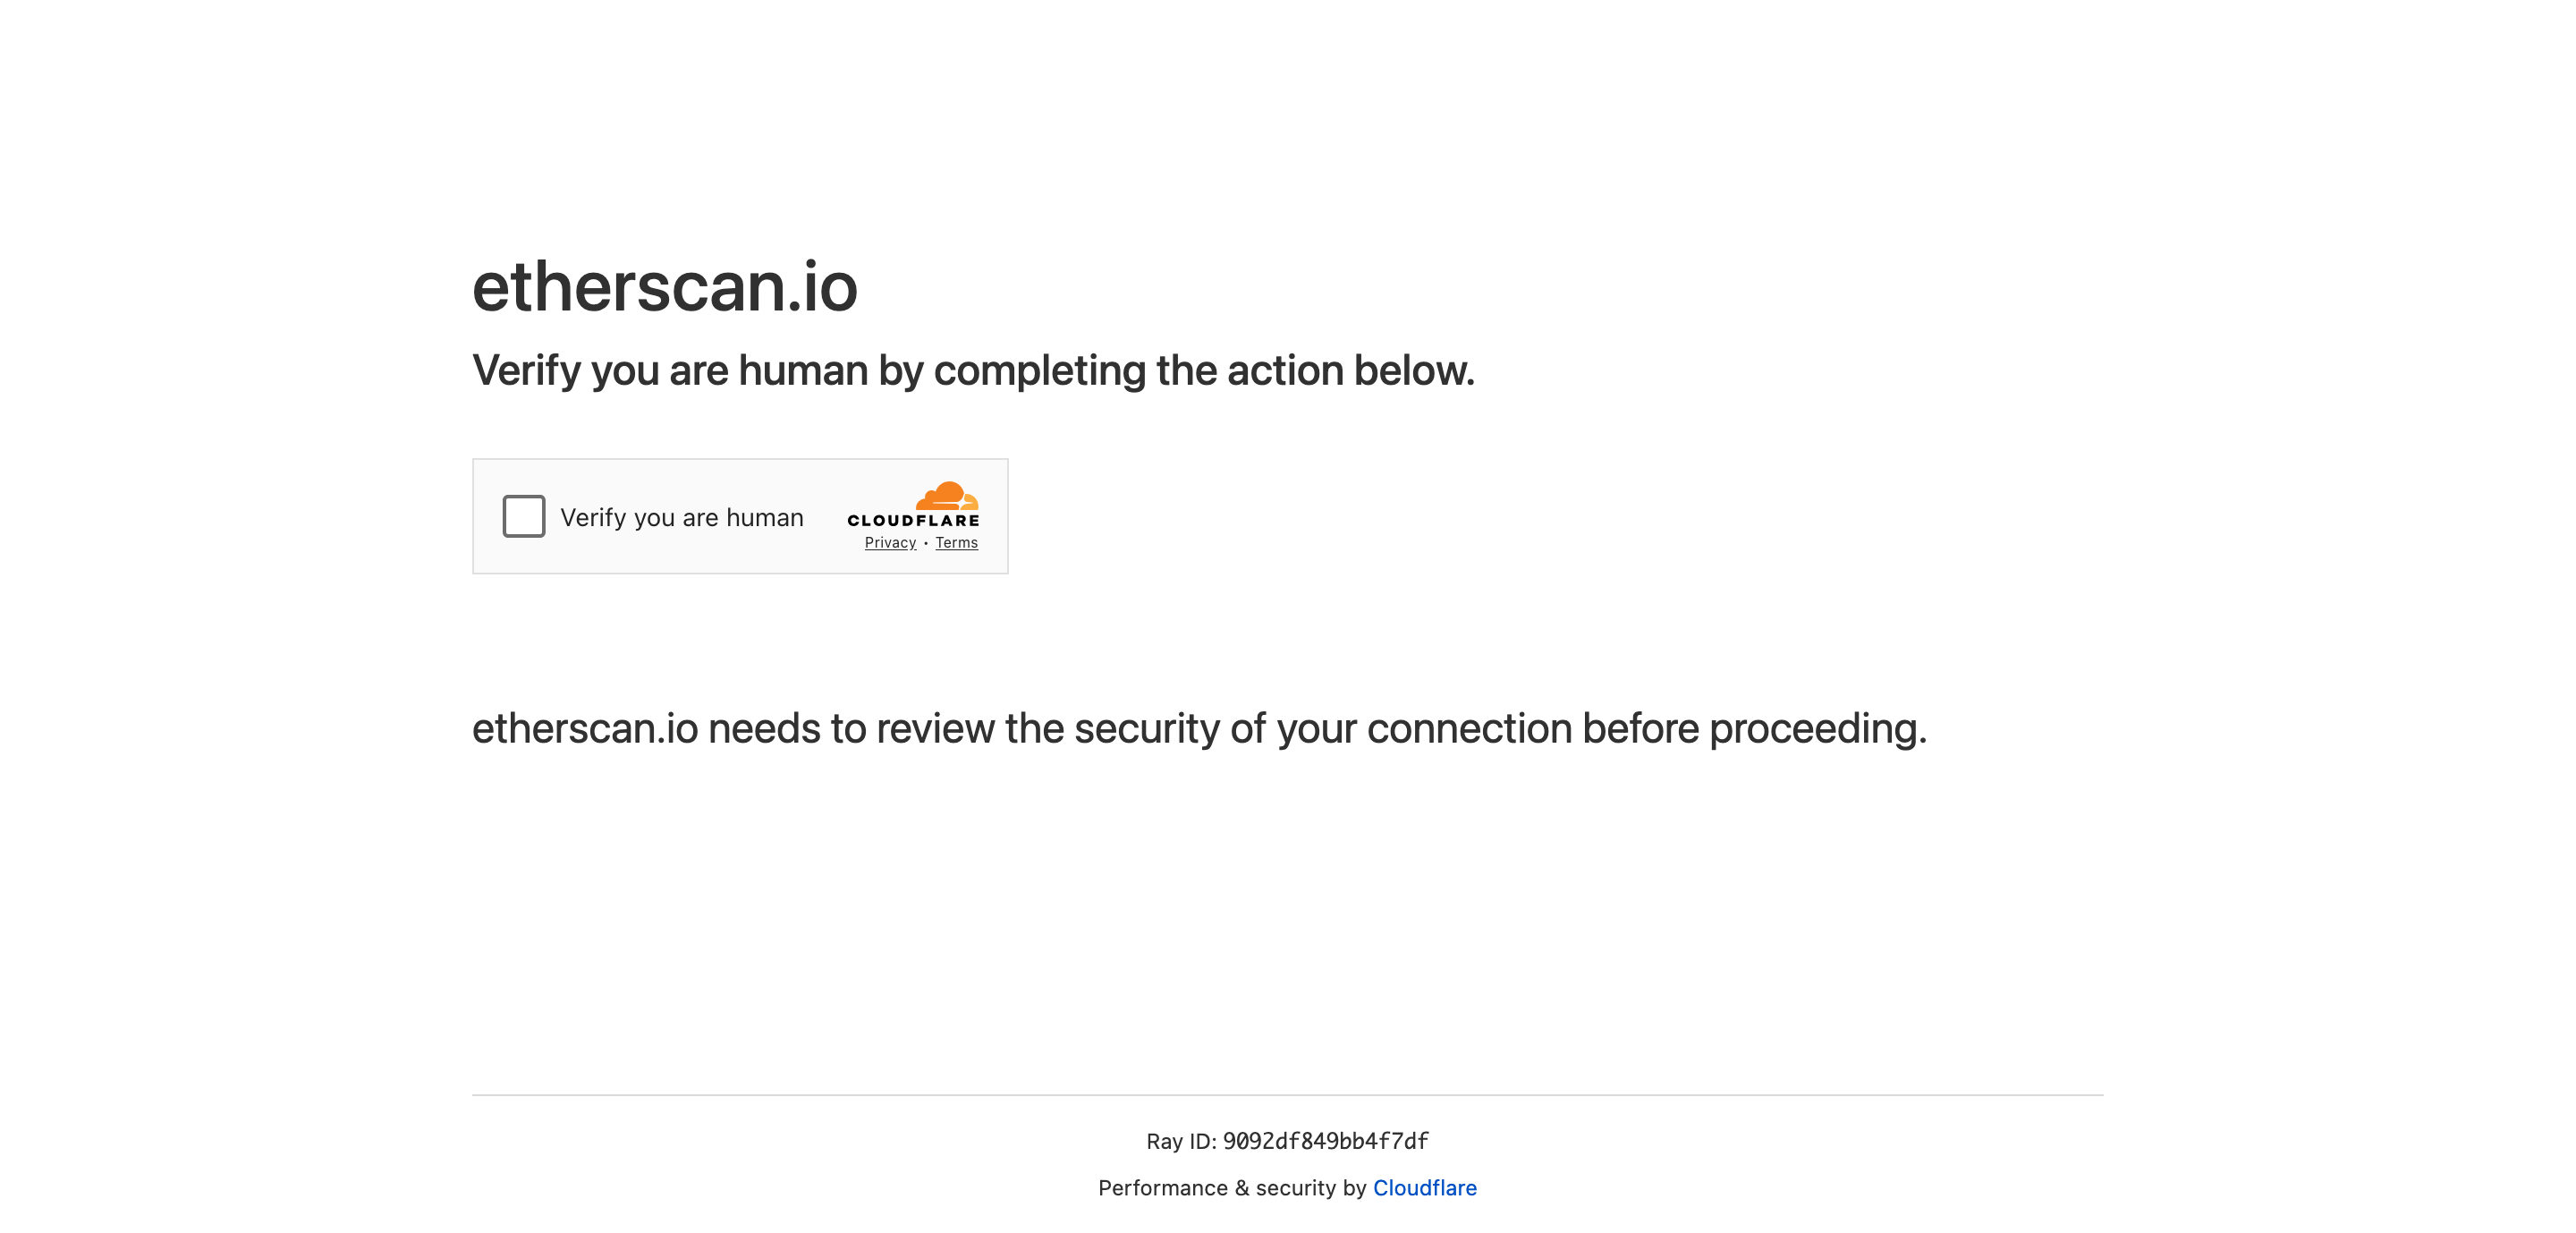 etherscan.io
Verify you are human by completing the action below.
Verify you are human
CLOUDFLARE
Privacy • Terms
etherscan.io needs to review the security of your connection before proceeding.
Ray ID: 9092df849bb4f7df
Performance & security by Cloudflare